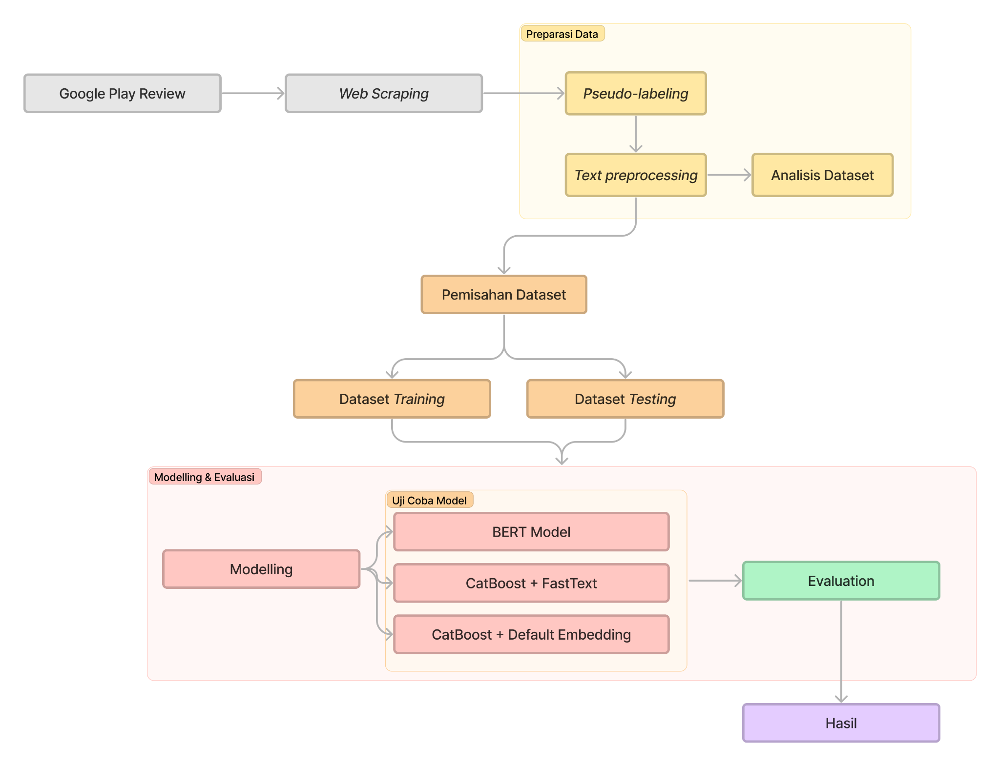 Preparasi Data
Google Play Review
Web Scraping
Pseudo-labeling
Text preprocessing
Analisis Dataset
Pemisahan Dataset
Dataset Training
Dataset Testing
Modelling & Evaluasi
Uji Coba Model
BERT Model
Modelling
CatBoost + FastText
Evaluation
CatBoost + Default Embedding
Hasil